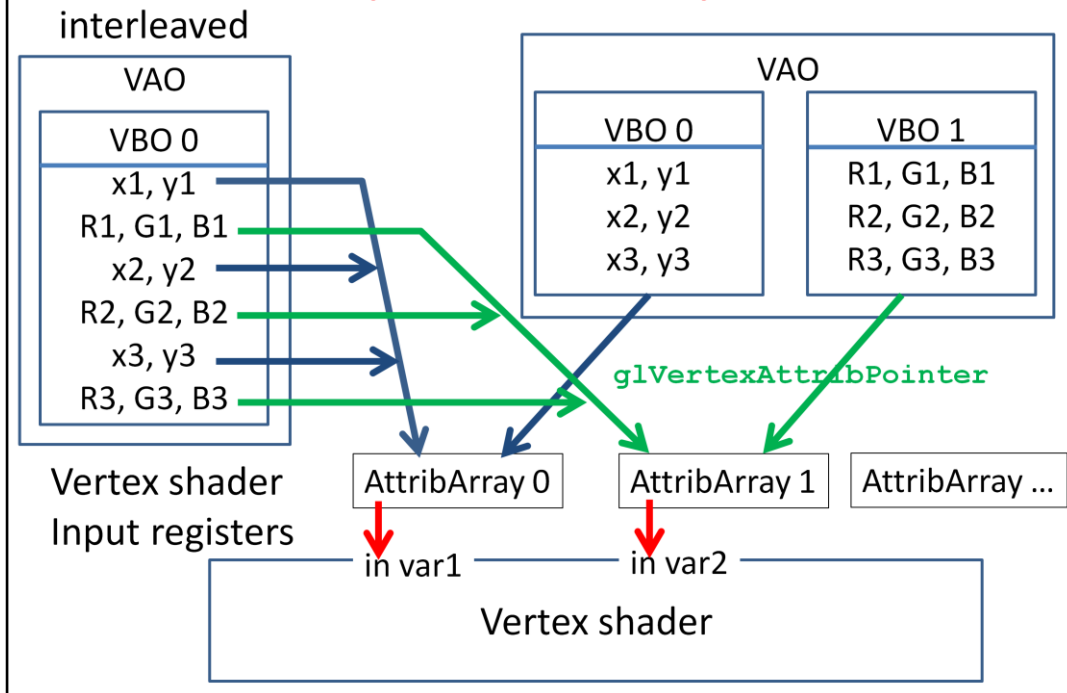 interleaved
VAO
VBO 0
x1, y1
R1, G1, B1
x2, y2
R2, G2, B2
x3, y3
R3, G3, B3
VAO
VBO 0
x1, y1
x2, y2
x3, y3
VBO 1
R1, G1, B1
R2, G2, B2
R3, G3, B3
glVertexAttribPointer
Vertex shader
Input registers
AttribArray 0
AttribArray 1
AttribArray ...
in var1
in var2
Vertex shader